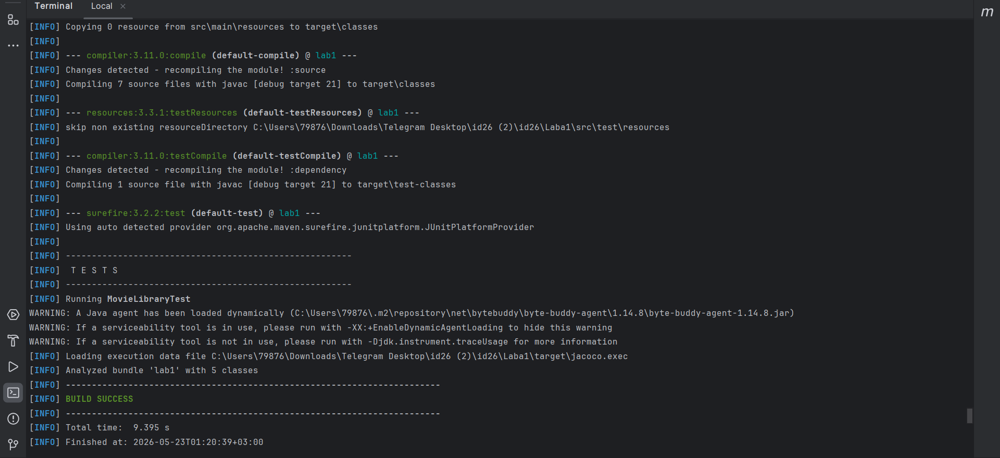 Terminal Local ×
m
[INFO] Copying 0 resource from src\main\resources to target\classes
[INFO]
[INFO] --- compiler:3.11.0:compile (default-compile) @ lab1 ---
[INFO] Changes detected - recompiling the module! :source
[INFO] Compiling 7 source files with javac [debug target 21] to target\classes
[INFO]
[INFO] --- resources:3.3.1:testResources (default-testResources) @ lab1 ---
[INFO] skip non existing resourceDirectory C:\Users\79876\Downloads\Telegram Desktop\id26 (2)\id26\Laba1\src\test\resources
[INFO]
[INFO] --- compiler:3.11.0:testCompile (default-testCompile) @ lab1 ---
[INFO] Changes detected - recompiling the module! :dependency
[INFO] Compiling 1 source file with javac [debug target 21] to target\test-classes
[INFO]
[INFO] --- surefire:3.2.2:test (default-test) @ lab1 ---
[INFO] Using auto detected provider org.apache.maven.surefire.junitplatform.JUnitPlatformProvider
[INFO]
[INFO] -------------------------------------------------------
[INFO]  T E S T S
[INFO] -------------------------------------------------------
[INFO] Running MovieLibraryTest
WARNING: A Java agent has been loaded dynamically (C:\Users\79876\.m2\repository\net\bytebuddy\byte-buddy-agent\1.14.8\byte-buddy-agent-1.14.8.jar)
WARNING: If a serviceability tool is in use, please run with -XX:+EnableDynamicAgentLoading to hide this warning
WARNING: If a serviceability tool is not in use, please run with -Djdk.instrument.traceUsage for more information
[INFO] Loading execution data file C:\Users\79876\Downloads\Telegram Desktop\id26 (2)\id26\Laba1\target\jacoco.exec
[INFO] Analyzed bundle 'lab1' with 5 classes
[INFO] ------------------------------------------------------------------------
[INFO] BUILD SUCCESS
[INFO] ------------------------------------------------------------------------
[INFO] Total time:  9.395 s
[INFO] Finished at: 2026-05-23T01:20:39+03:00